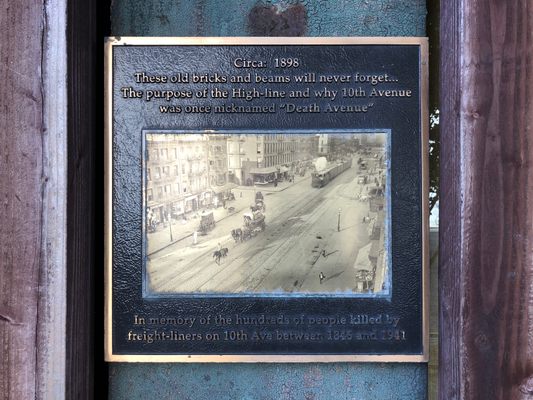 Circa: 1898
These old bricks and beams will never forget...
The purpose of the High-line and why 10th Avenue
was once nicknamed "Death Avenue"
In memory of the hundreds of people killed by
freight-liners on 10th Ave between 1846 and 1941